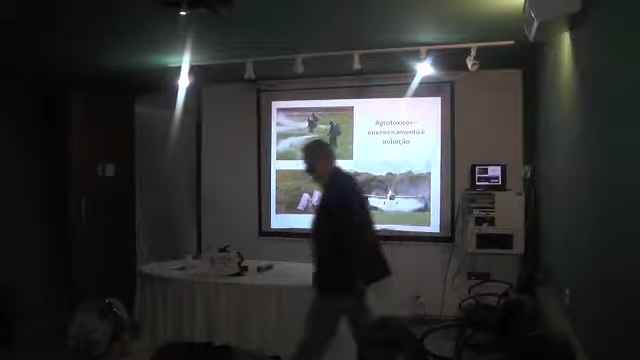 Agrotóxicos –
envenenamento e
poluição